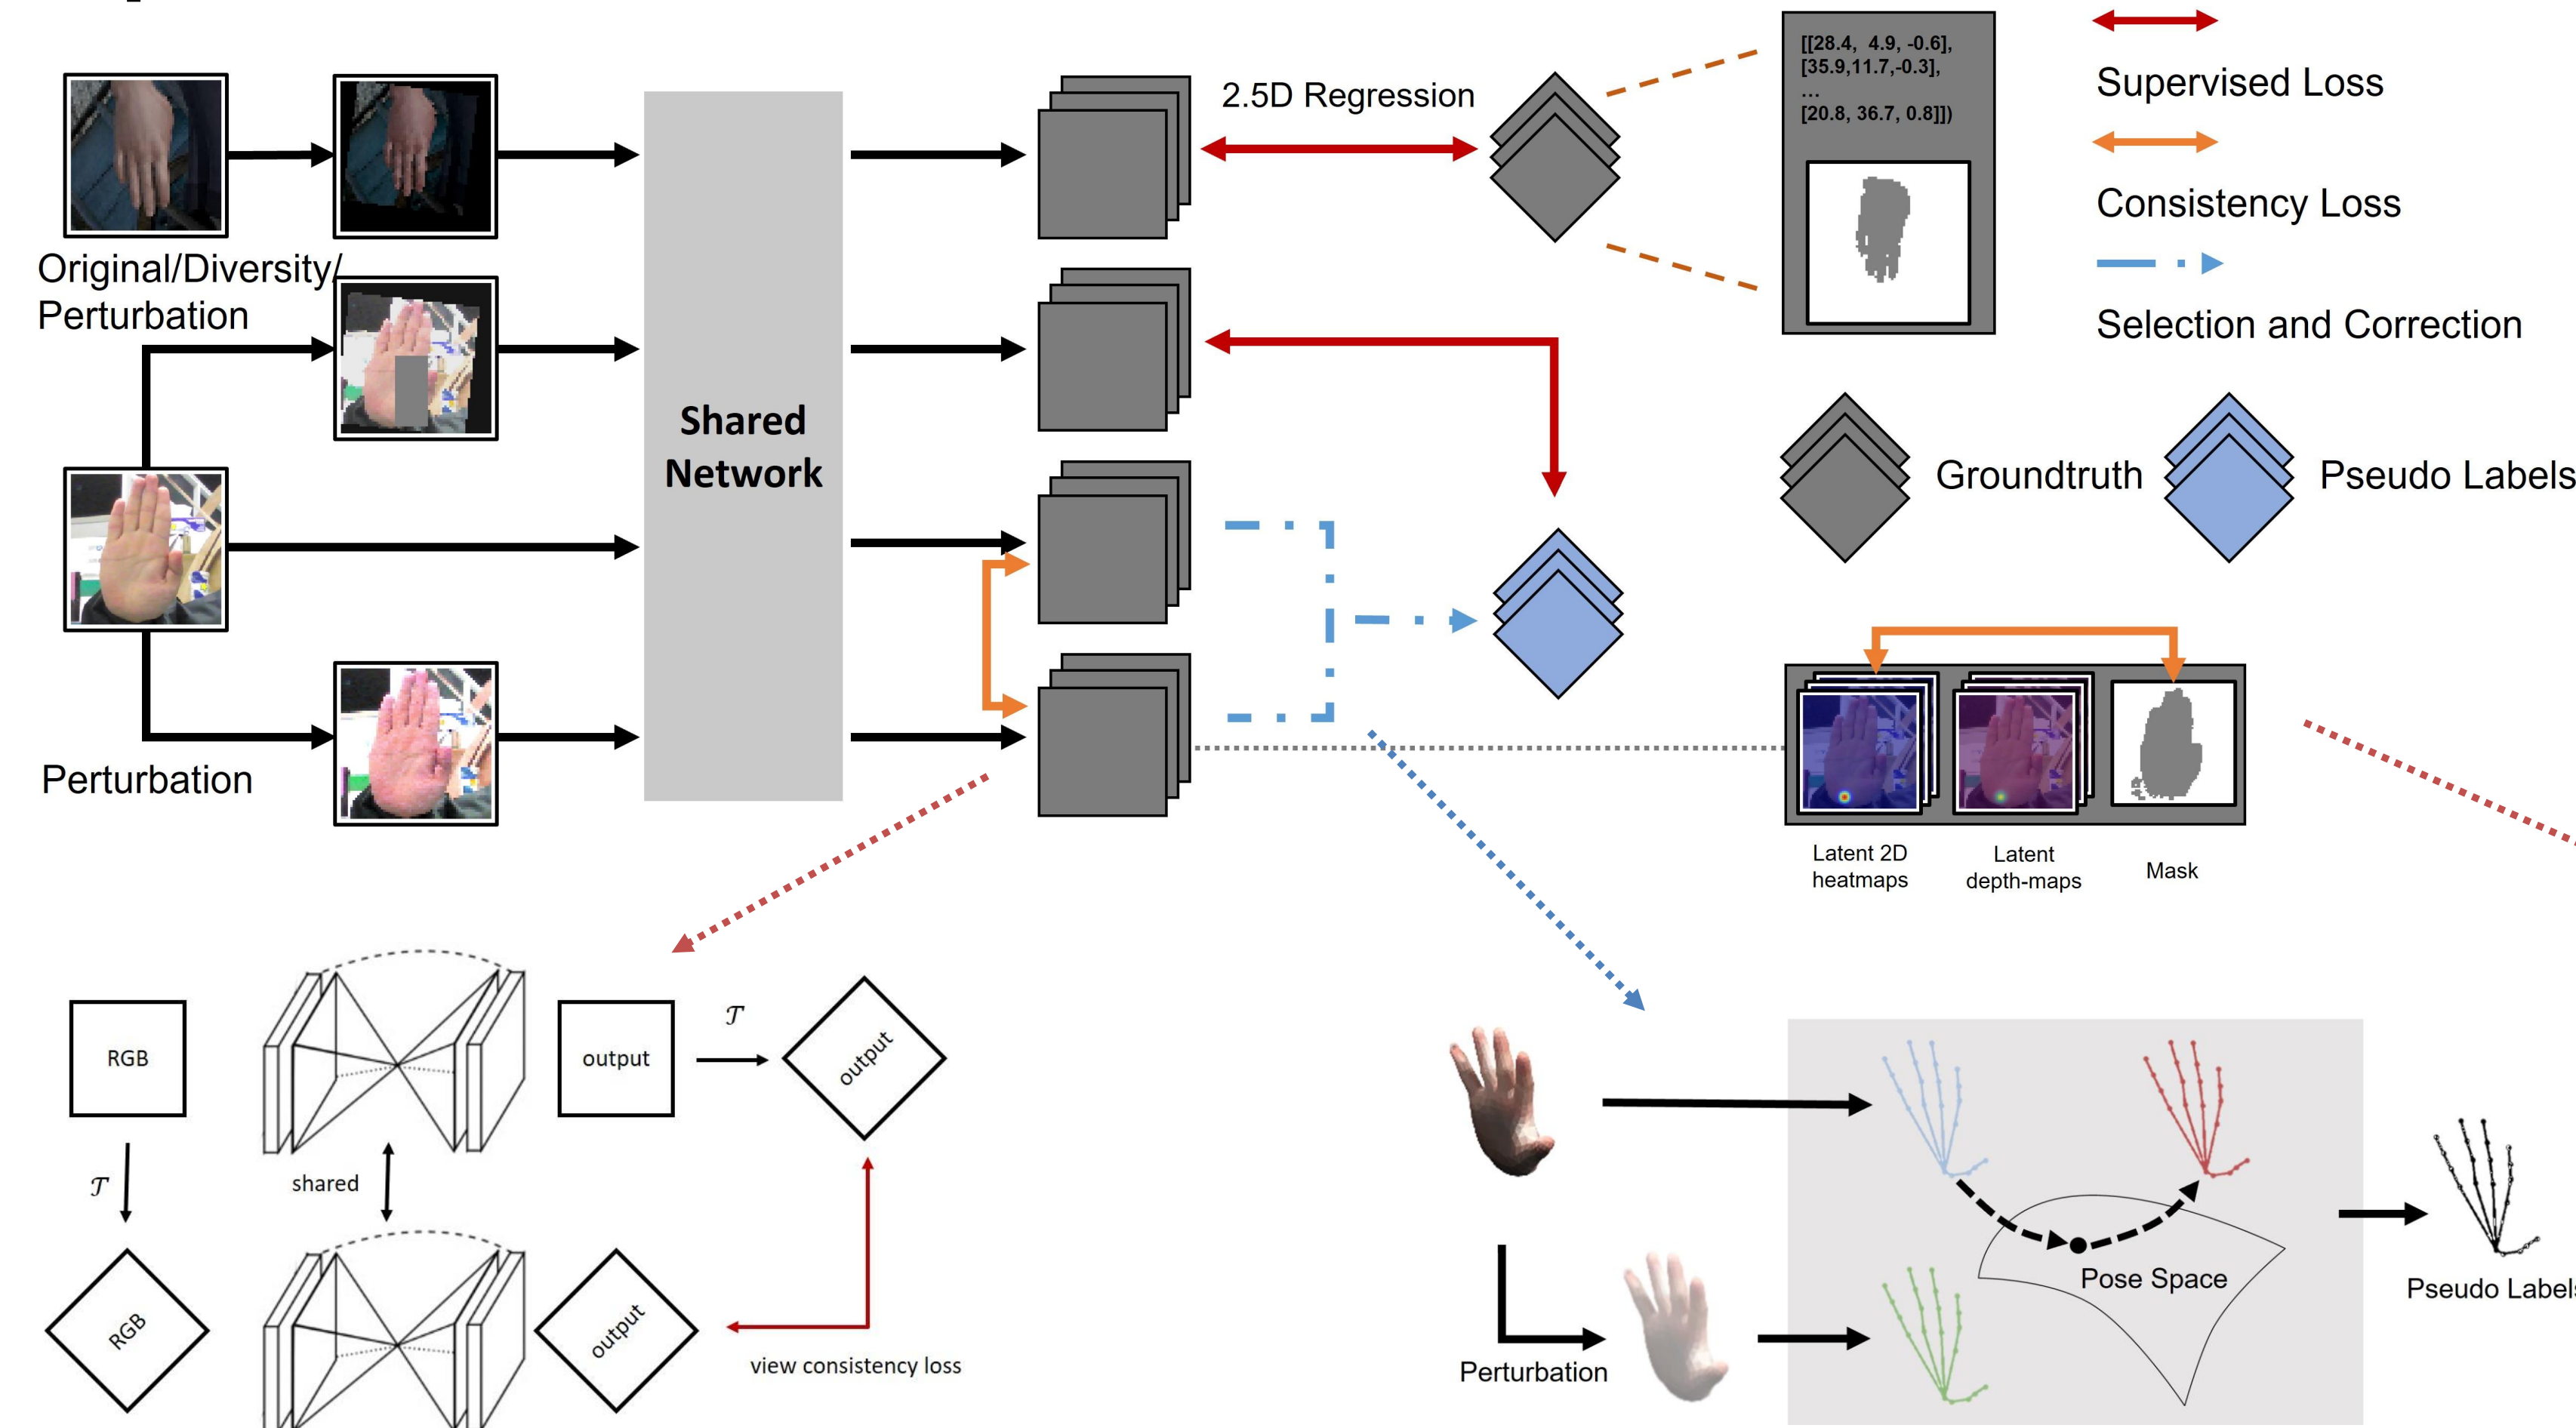 2.5D Regression
[[28.4, 4.9, -0.6],
[35.9,11.7,-0.3],
...
[20.8, 36.7, 0.8]])
Supervised Loss
Consistency Loss
Selection and Correction
Original/Diversity/
Perturbation
Shared
Network
Groundtruth
Pseudo Labels
Perturbation
Latent 2D
heatmaps
Latent
depth-maps
Mask
RGB
output
𝒯
output
𝒯
shared
RGB
output
view consistency loss
Pose Space
Pseudo Labels
Perturbation